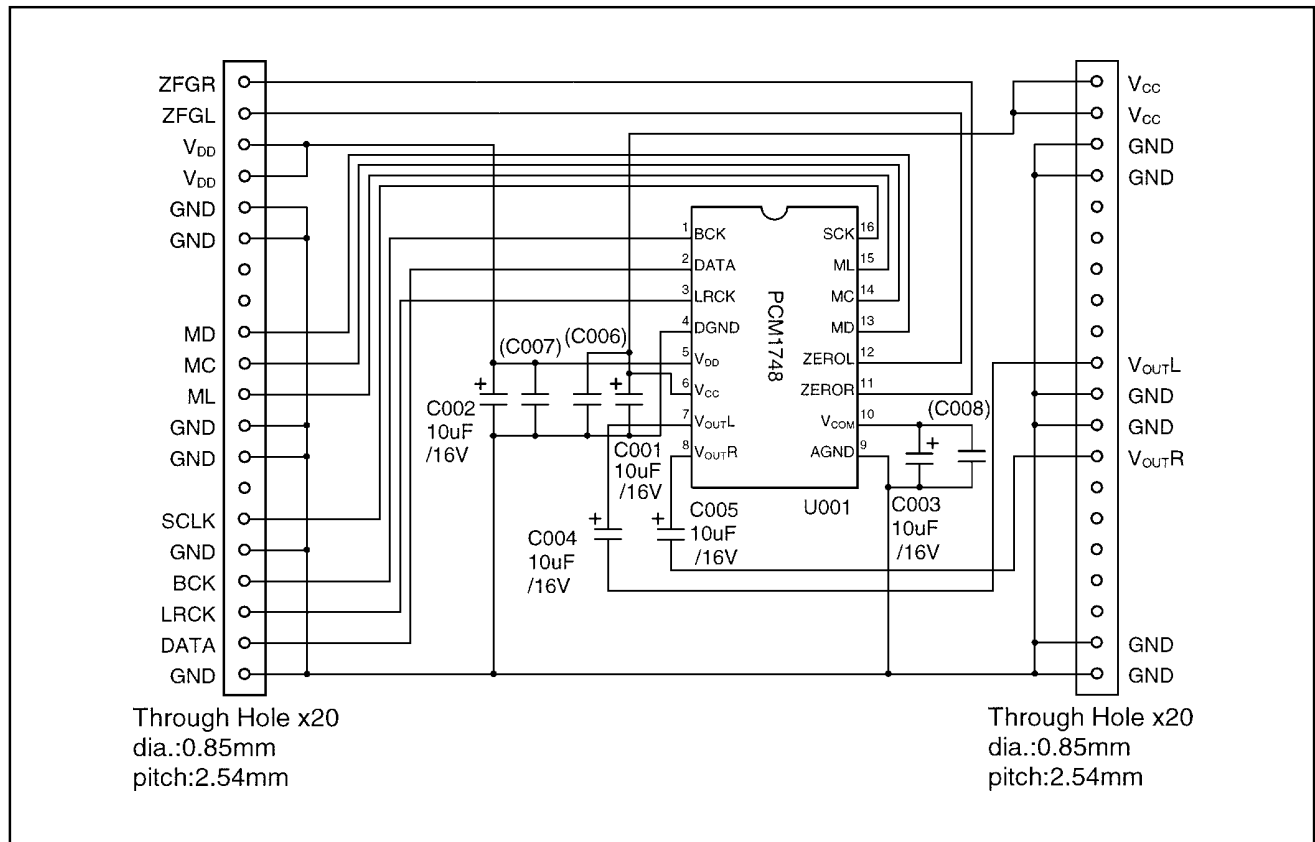 ZFGR
ZFGL
VDD
VDD
GND
GND
MD
MC
ML
GND
GND
SCLK
GND
BCK
LRCK
DATA
GND
Through Hole x20
dia.:0.85mm
pitch:2.54mm
(C007)
(C006)
C002
10uF
/16V
C001
10uF
/16V
C004
10uF
/16V
C005
10uF
/16V
1 BCK
2 DATA
3 LRCK
4 DGND
5 VDD
6 VCC
7 VOUTL
8 VOUTR
PCM1748
SCK 16
ML 15
MC 14
MD 13
ZEROL 12
ZEROR 11
VCOM 10
AGND 9
U001
(C008)
C003
10uF
/16V
VCC
VCC
GND
GND
VOUTL
GND
GND
VOUTR
GND
GND
Through Hole x20
dia.:0.85mm
pitch:2.54mm